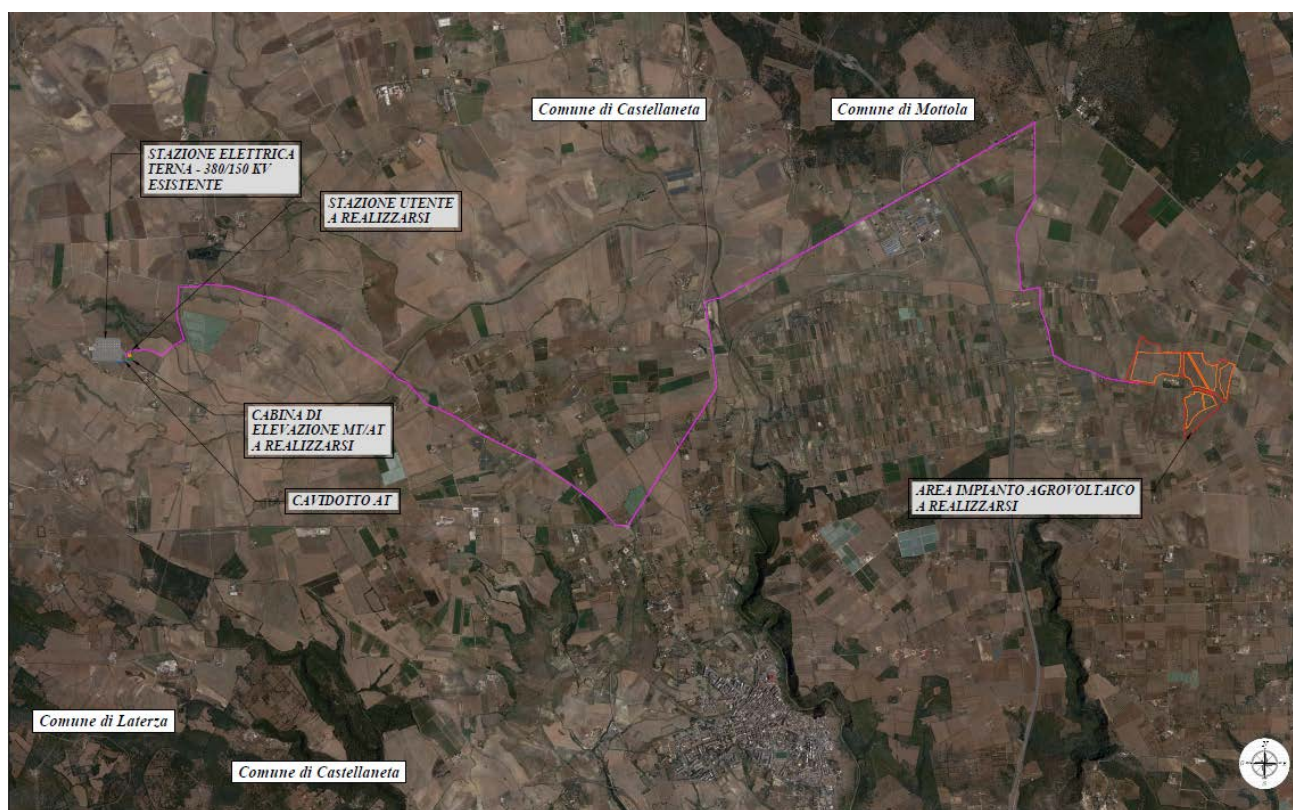 Comune di Castellaneta
Comune di Mottola
STAZIONE ELETTRICA
TERNA - 380/150 KV
ESISTENTE
STAZIONE UTENTE
A REALIZZARSI
CABINA DI
ELEVAZIONE MT/AT
A REALIZZARSI
CAVIDOTTO AT
AREA IMPIANTO AGROVOLTAICO
A REALIZZARSI
Comune di Laterza
Comune di Castellaneta